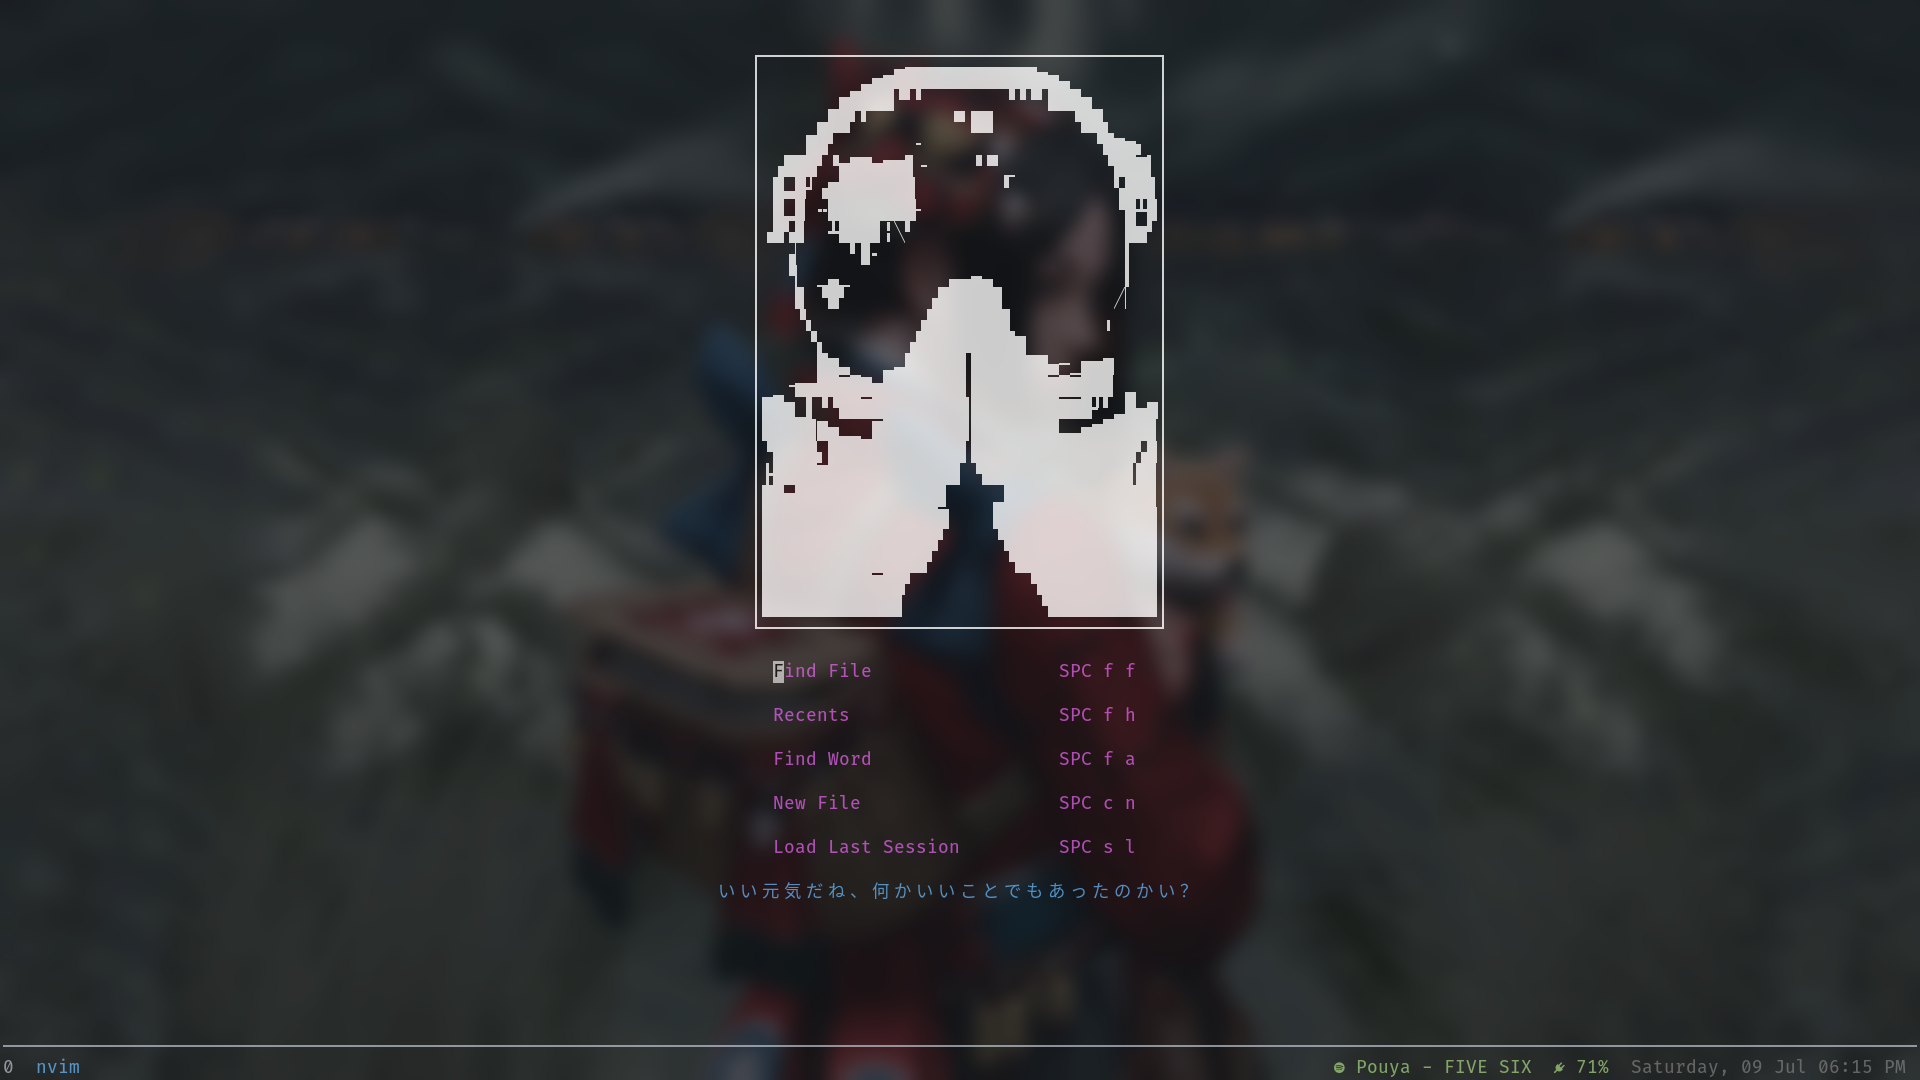 Find File SPC f f
Recents SPC f h
Find Word SPC f a
New File SPC c n
Load Last Session SPC s l
いい元気だね、何かいいことでもあったのかい?
0 nvim Pouya - FIVE SIX 71% Saturday, 09 Jul 06:15 PM